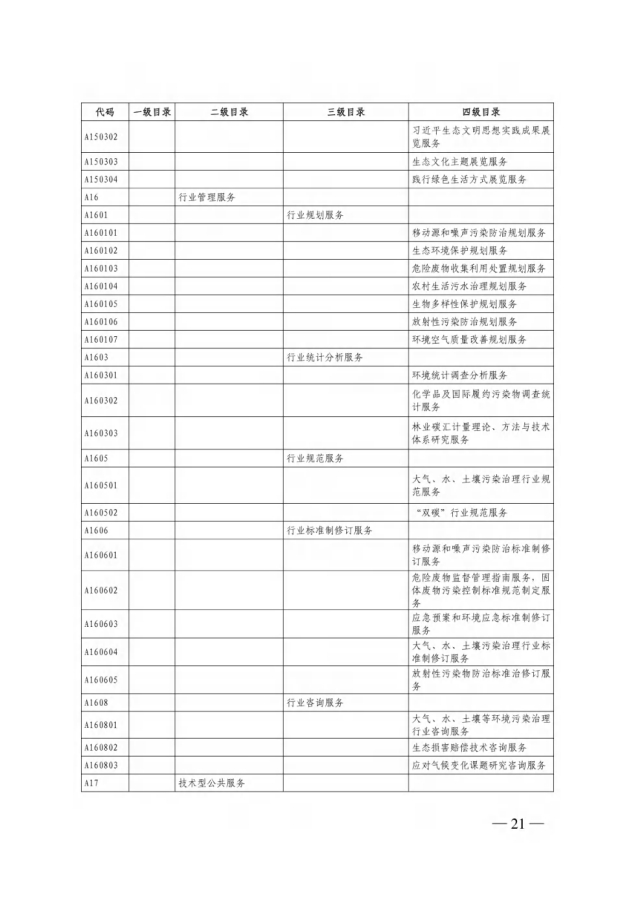 代码 一级目录 二级目录 三级目录 四级目录
A150302 习近平生态文明思想实践成果展
览服务
A150303 生态文化主题展览服务
A150304 践行绿色生活方式展览服务
A16 行业管理服务
A1601 行业规划服务
A160101 移动源和噪声污染防治规划服务
A160102 生态环境保护规划服务
A160103 危险废物收集利用处置规划服务
A160104 农村生活污水治理规划服务
A160105 生物多样性保护规划服务
A160106 放射性污染防治规划服务
A160107 环境空气质量改善规划服务
A1603 行业统计分析服务
A160301 环境统计调查分析服务
A160302 化学品及国际履约污染物调查统
计服务
A160303 林业碳汇计量理论、方法与技术
体系研究服务
A1605 行业规范服务
A160501 大气、水、土壤污染治理行业规
范服务
A160502 “双碳”行业规范服务
A1606 行业标准制修订服务
A160601 移动源和噪声污染防治标准制修
订服务
A160602 危险废物监督管理指南服务，固
体废物污染控制标准规范制定服
务
A160603 应急预案和环境应急标准制修订
服务
A160604 大气、水、土壤污染治理行业标
准制修订服务
A160605 放射性污染物防治标准治修订服
务
A1608 行业咨询服务
A160801 大气、水、土壤等环境污染治理
行业咨询服务
A160802 生态损害赔偿技术咨询服务
A160803 应对气候变化课题研究咨询服务
A17 技术型公共服务
— 21 —